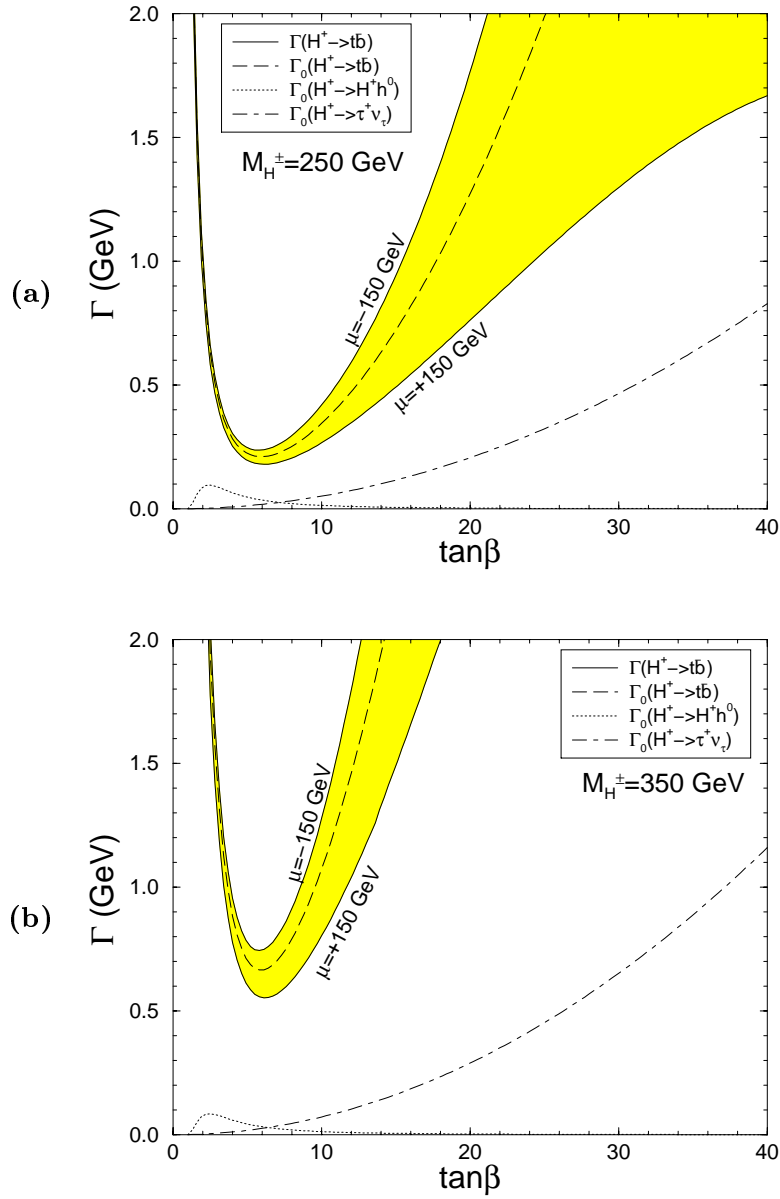 2.0
1.5
1.0
0.5
0.0
Γ (GeV)
(a)
Γ(H⁺->tb̄)
Γ₀(H⁺->tb̄)
Γ₀(H⁺->H⁺h⁰)
Γ₀(H⁺->τ⁺ν_τ)
M_H±=250 GeV
μ=−150 GeV
μ=+150 GeV
0 10 20 30 40
tanβ
2.0
1.5
1.0
0.5
0.0
Γ (GeV)
(b)
Γ(H⁺->tb̄)
Γ₀(H⁺->tb̄)
Γ₀(H⁺->H⁺h⁰)
Γ₀(H⁺->τ⁺ν_τ)
M_H±=350 GeV
μ=−150 GeV
μ=+150 GeV
0 10 20 30 40
tanβ